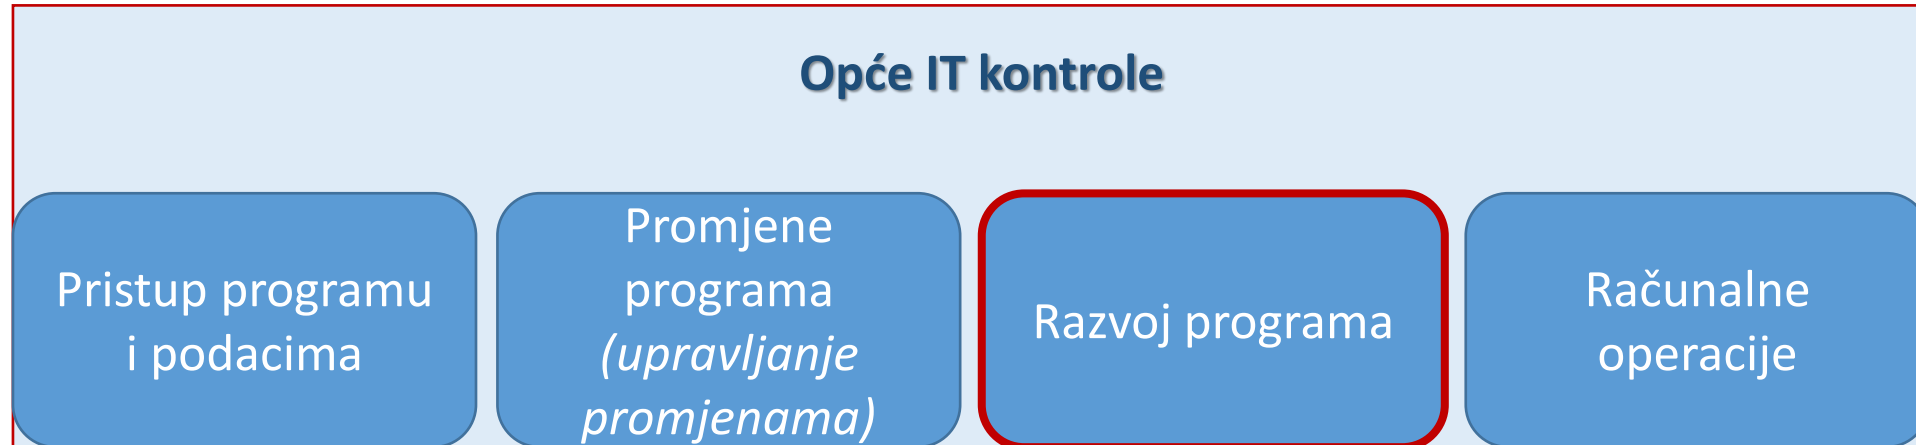 Opće IT kontrole
Pristup programu
i podacima
Promjene
programa
(upravljanje
promjenama)
Razvoj programa
Računalne
operacije